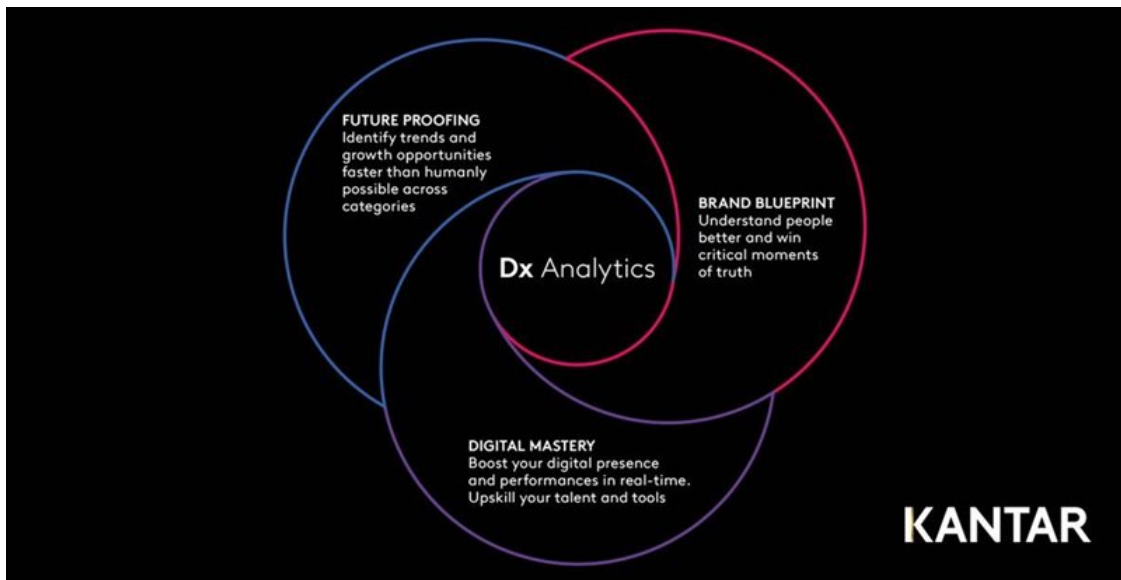 FUTURE PROOFING
Identify trends and
growth opportunities
faster than humanly
possible across
categories
BRAND BLUEPRINT
Understand people
better and win
critical moments
of truth
Dx Analytics
DIGITAL MASTERY
Boost your digital presence
and performances in real-time.
Upskill your talent and tools
KANTAR